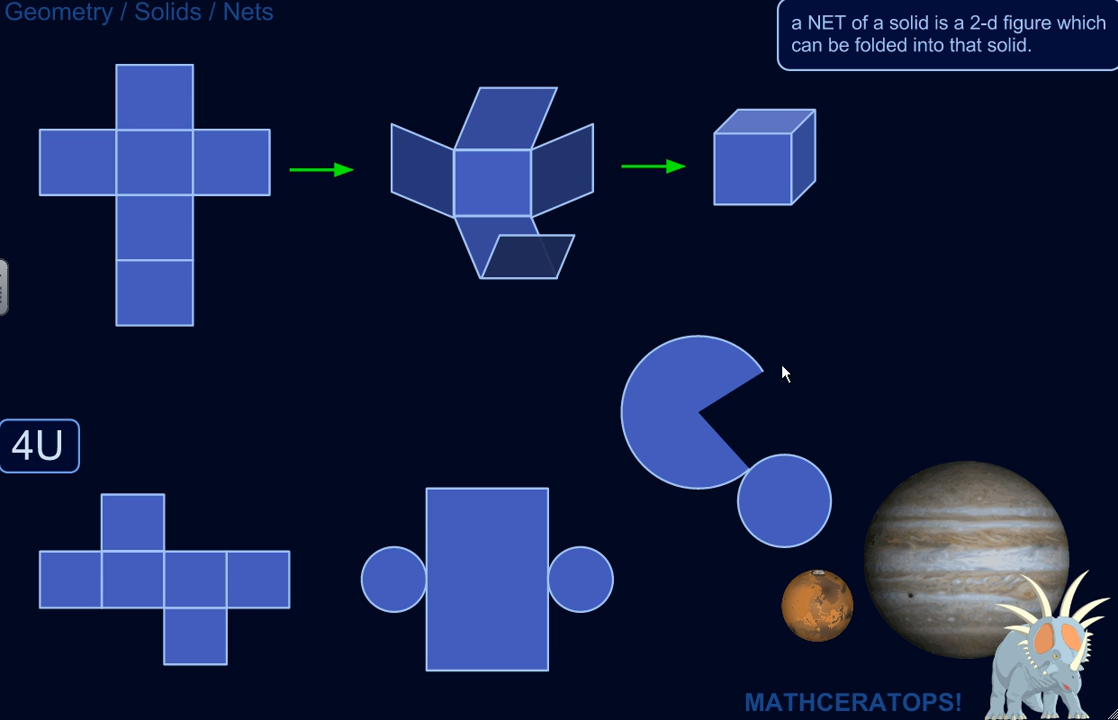 Geometry / Solids / Nets
a NET of a solid is a 2-d figure which
can be folded into that solid.
4U
MATHCERATOPS!